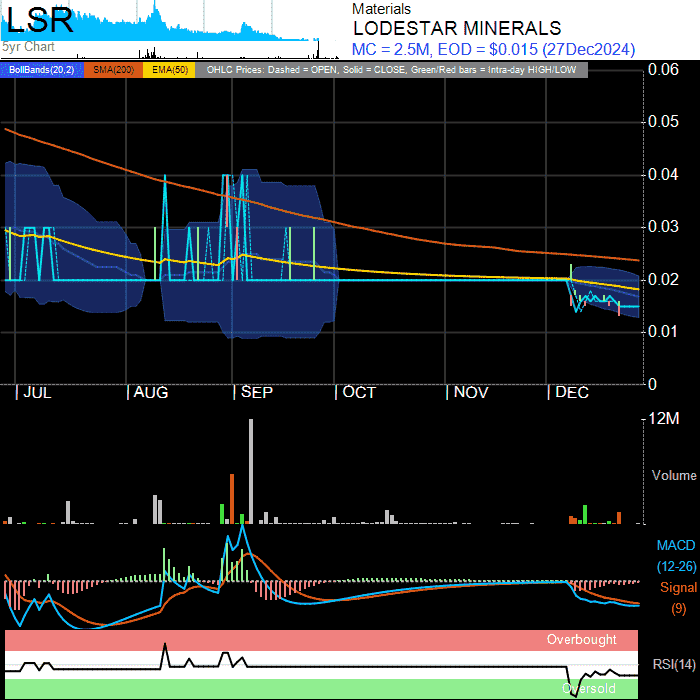 LSR
5yr Chart
Materials
LODESTAR MINERALS
MC = 2.5M, EOD = $0.015 (27Dec2024)
BollBands(20,2) SMA(200) EMA(50) OHLC Prices: Dashed = OPEN, Solid = CLOSE, Green/Red bars = Intra-day HIGH/LOW
0.06
0.05
0.04
0.03
0.02
0.01
0
JUL AUG SEP OCT NOV DEC
12M
Volume
MACD
(12-26)
Signal
(9)
Overbought
RSI(14)
Oversold